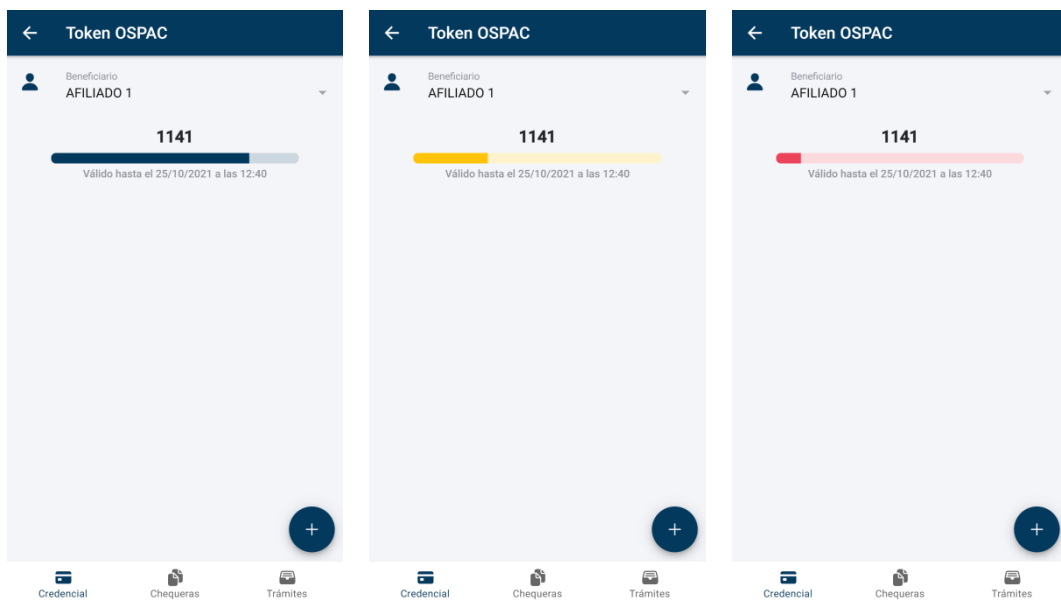 Token OSPAC
Beneficiario
AFILIADO 1
1141
Válido hasta el 25/10/2021 a las 12:40
Credencial
Chequeras
Trámites
Token OSPAC
Beneficiario
AFILIADO 1
1141
Válido hasta el 25/10/2021 a las 12:40
Credencial
Chequeras
Trámites
Token OSPAC
Beneficiario
AFILIADO 1
1141
Válido hasta el 25/10/2021 a las 12:40
Credencial
Chequeras
Trámites